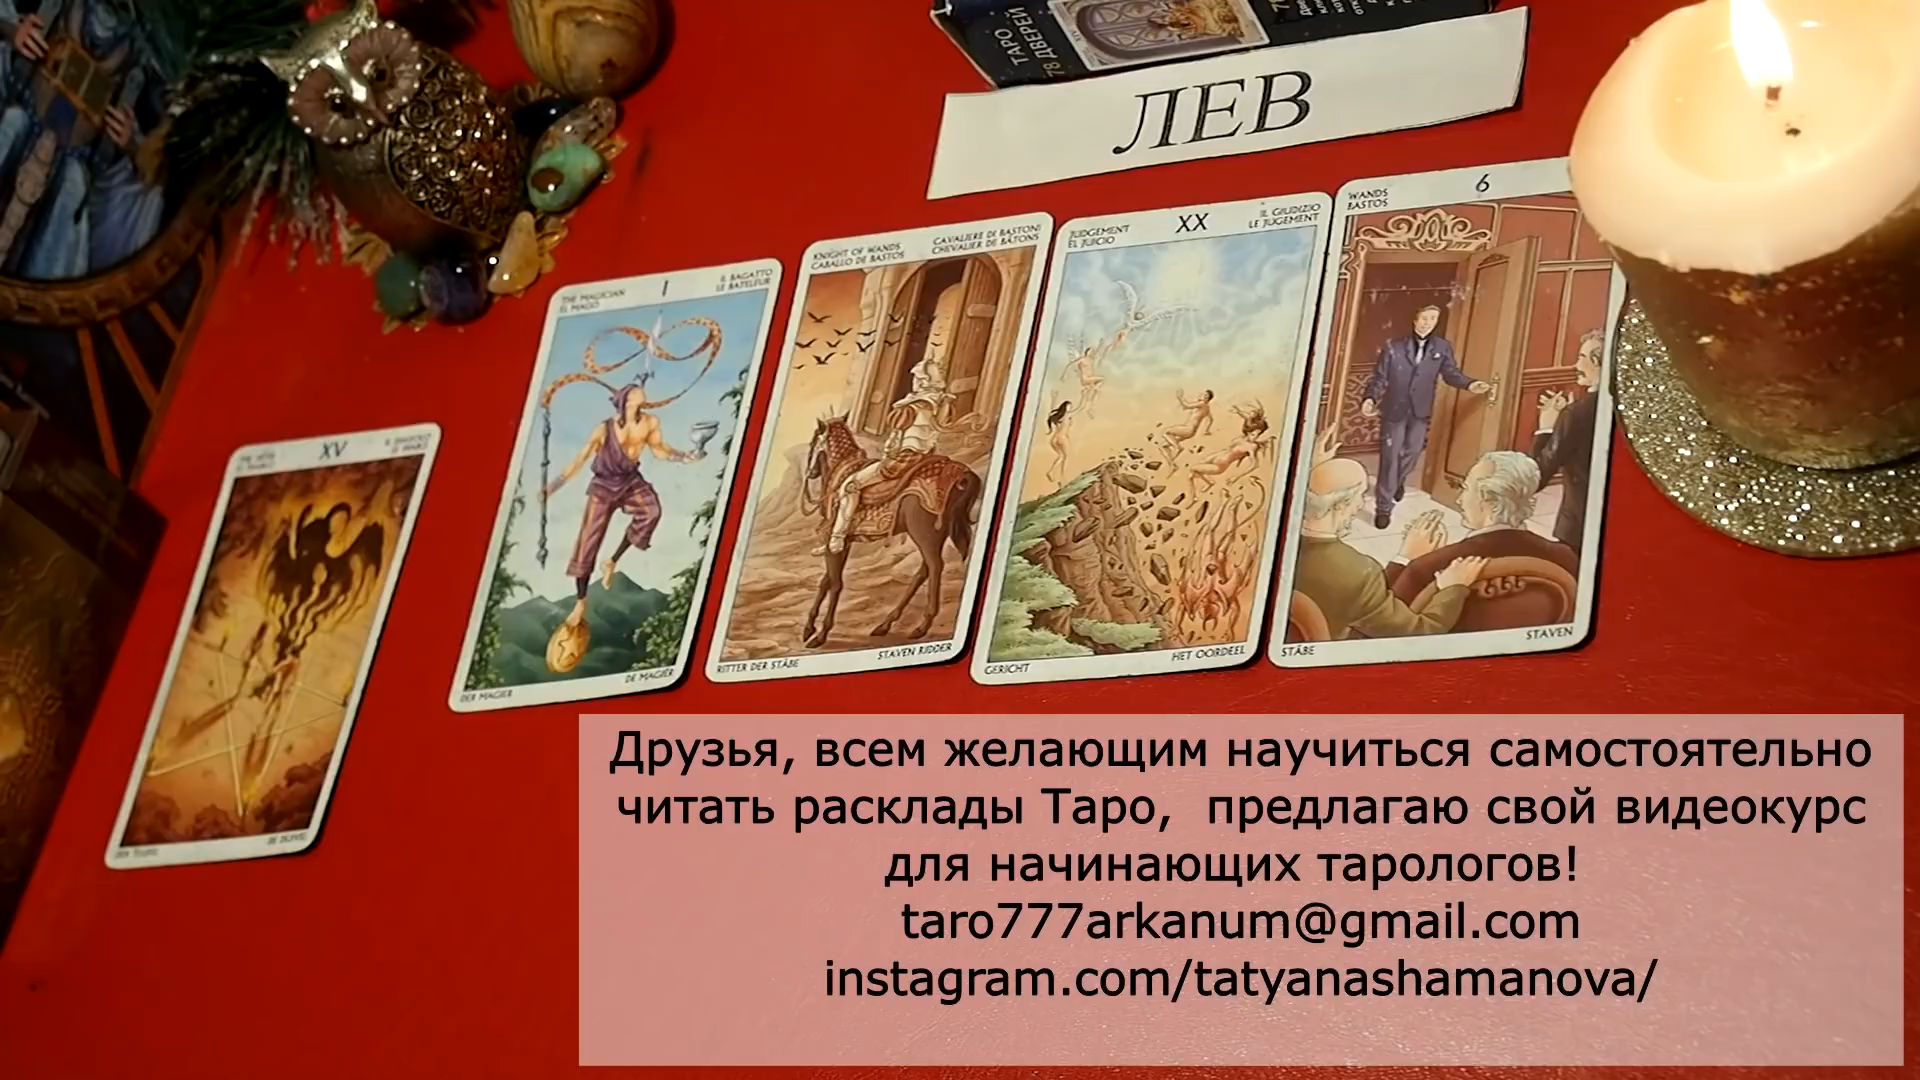 ТАРО
78 ДВЕРЕЙ
ЛЕВ
WANDS 6
BASTOS
JUDGEMENT XX IL GIUDIZIO
EL JUICIO LE JUGEMENT
KNIGHT OF WANDS CAVALIERE DI BASTONI
CABALLO DE BASTOS CHEVALIER DE BÂTONS
THE MAGICIAN I IL BAGATTO
EL MAGO LE BATELEUR
XV
STÄBE STAVEN
GERICHT HET OORDEEL
RITTER DER STÄBE STAVEN RIDDER
DER MAGIER DE MAGIËR
Друзья, всем желающим научиться самостоятельно
читать расклады Таро, предлагаю свой видеокурс
для начинающих тарологов!
taro777arkanum@gmail.com
instagram.com/tatyanashamanova/